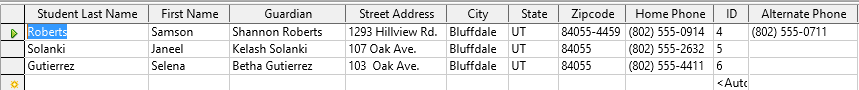 Student Last Name First Name Guardian Street Address City State Zipcode Home Phone ID Alternate Phone
Roberts Samson Shannon Roberts 1293 Hillview Rd. Bluffdale UT 84055-4459 (802) 555-0914 4 (802) 555-0711
Solanki Janeel Kelash Solanki 107 Oak Ave. Bluffdale UT 84055 (802) 555-2632 5
Gutierrez Selena Betha Gutierrez 103 Oak Ave. Bluffdale UT 84055 (802) 555-4411 6
<Auto